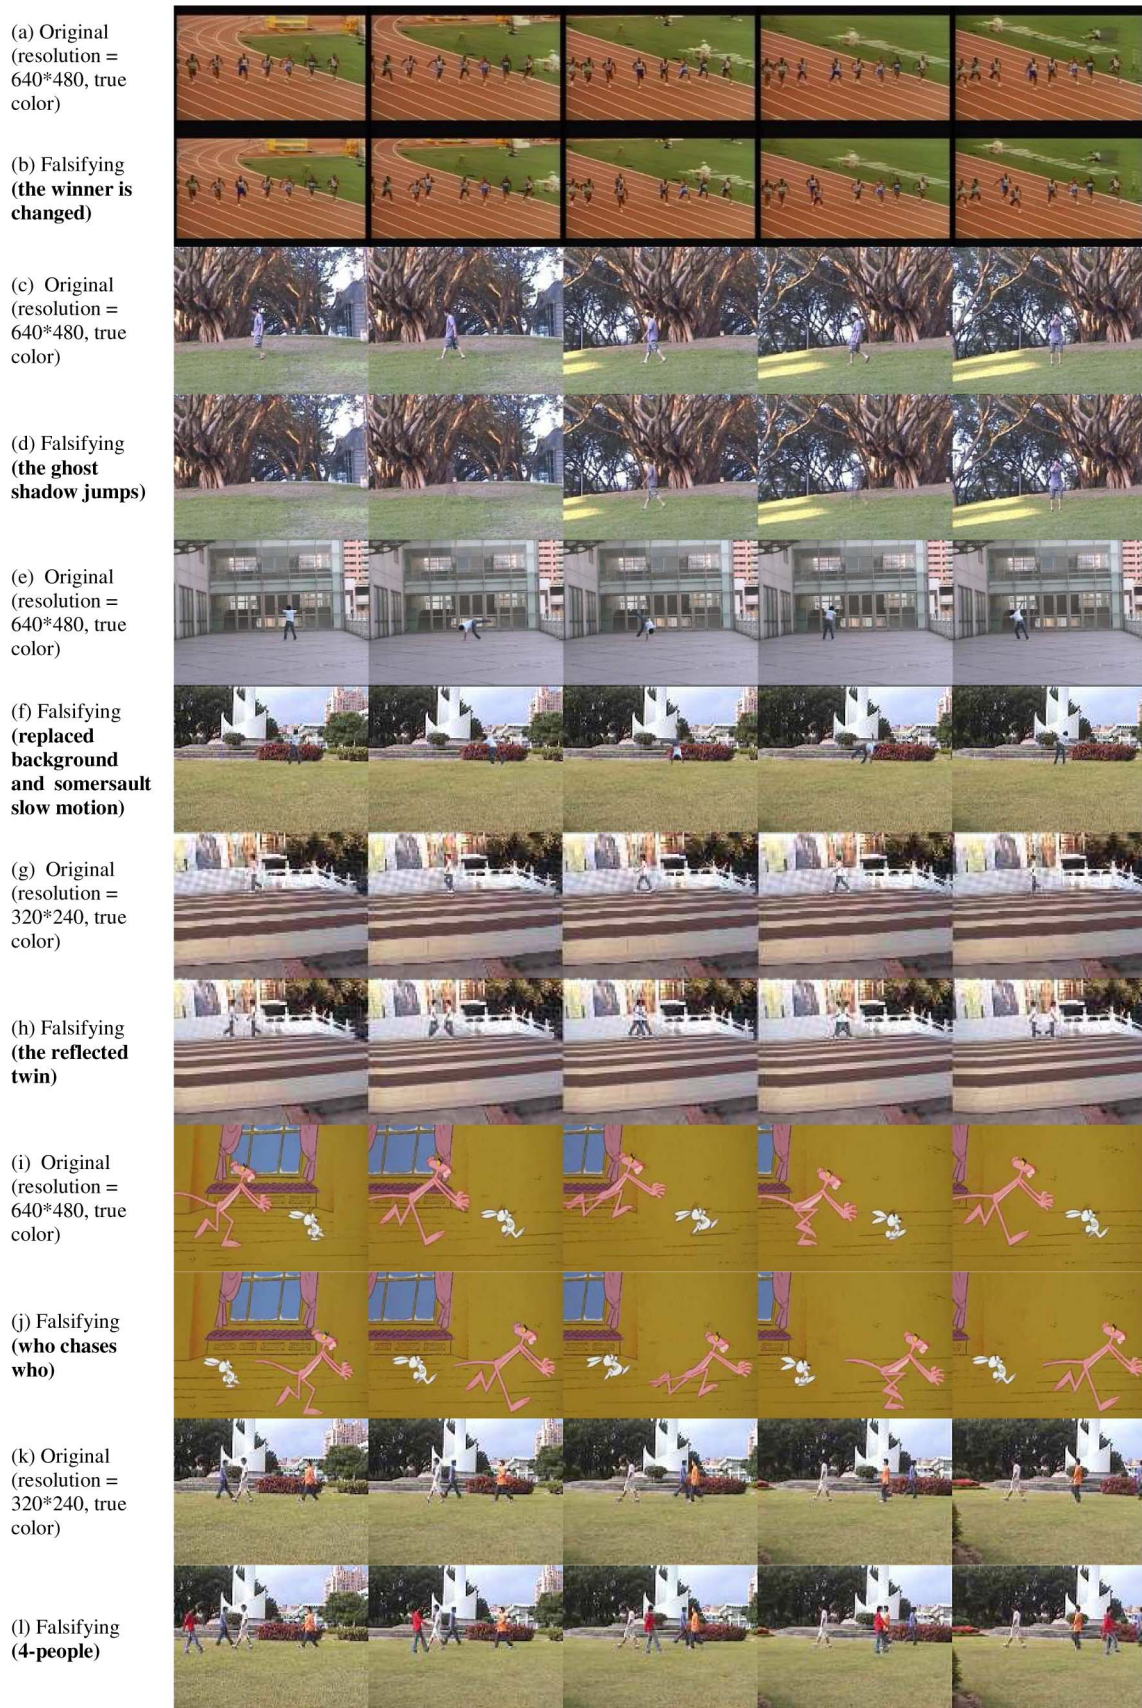 (a) Original
(resolution =
640*480, true
color)
(b) Falsifying
(the winner is
changed)
(c) Original
(resolution =
640*480, true
color)
(d) Falsifying
(the ghost
shadow jumps)
(e) Original
(resolution =
640*480, true
color)
(f) Falsifying
(replaced
background
and somersault
slow motion)
(g) Original
(resolution =
320*240, true
color)
(h) Falsifying
(the reflected
twin)
(i) Original
(resolution =
640*480, true
color)
(j) Falsifying
(who chases
who)
(k) Original
(resolution =
320*240, true
color)
(l) Falsifying
(4-people)